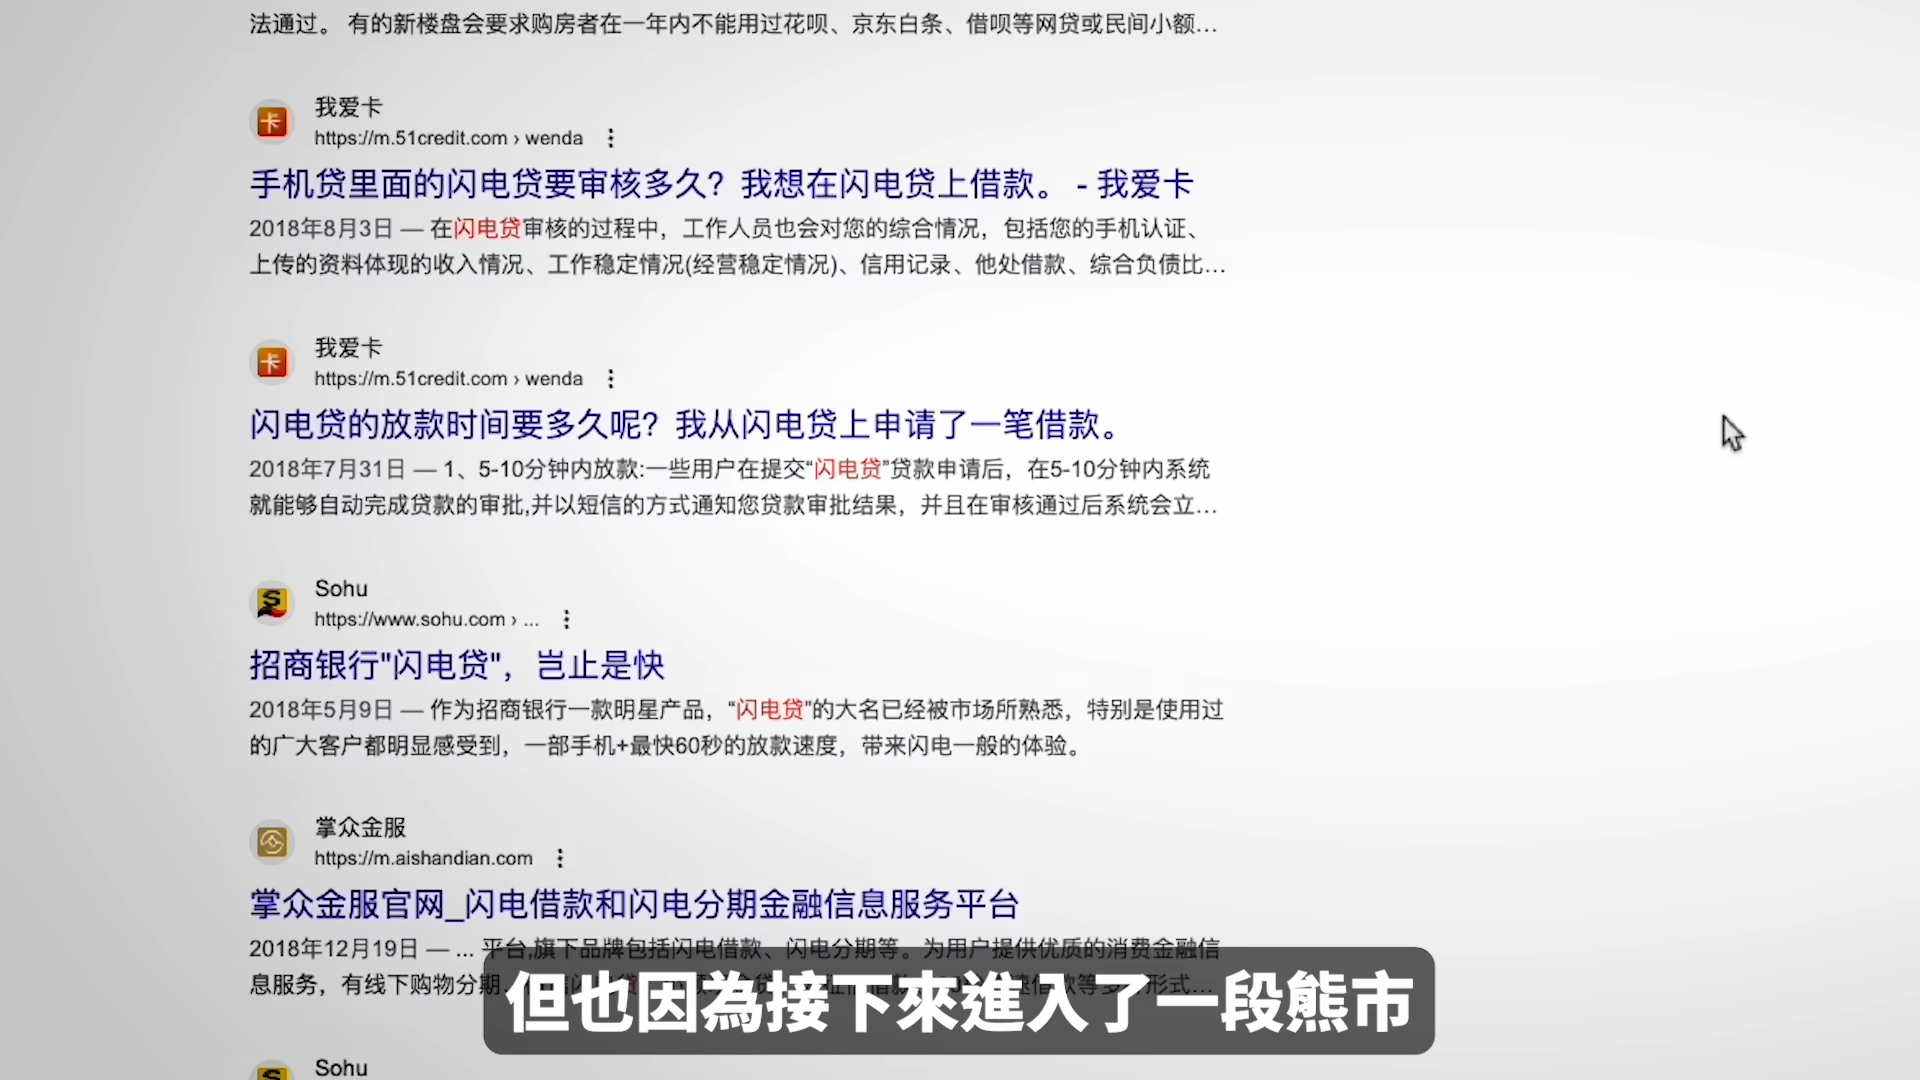 法通过。 有的新楼盘会要求购房者在一年内不能用过花呗、京东白条、借呗等网贷或民间小额...
我爱卡
https://m.51credit.com › wenda
手机贷里面的闪电贷要审核多久？我想在闪电贷上借款。 - 我爱卡
2018年8月3日 — 在闪电贷审核的过程中，工作人员也会对您的综合情况，包括您的手机认证、
上传的资料体现的收入情况、工作稳定情况(经营稳定情况)、信用记录、他处借款、综合负债比...
我爱卡
https://m.51credit.com › wenda
闪电贷的放款时间要多久呢？我从闪电贷上申请了一笔借款。
2018年7月31日 — 1、5-10分钟内放款:一些用户在提交“闪电贷”贷款申请后，在5-10分钟内系统
就能够自动完成贷款的审批,并以短信的方式通知您贷款审批结果，并且在审核通过后系统会立...
Sohu
https://www.sohu.com › ...
招商银行"闪电贷"，岂止是快
2018年5月9日 — 作为招商银行一款明星产品，“闪电贷”的大名已经被市场所熟悉，特别是使用过
的广大客户都明显感受到，一部手机+最快60秒的放款速度，带来闪电一般的体验。
掌众金服
https://m.aishandian.com
掌众金服官网_闪电借款和闪电分期金融信息服务平台
2018年12月19日 — ... 平台,旗下品牌包括闪电借款、闪电分期等。为用户提供优质的消费金融信
息服务，有线下购物分期
但也因為接下來進入了一段熊市
Sohu